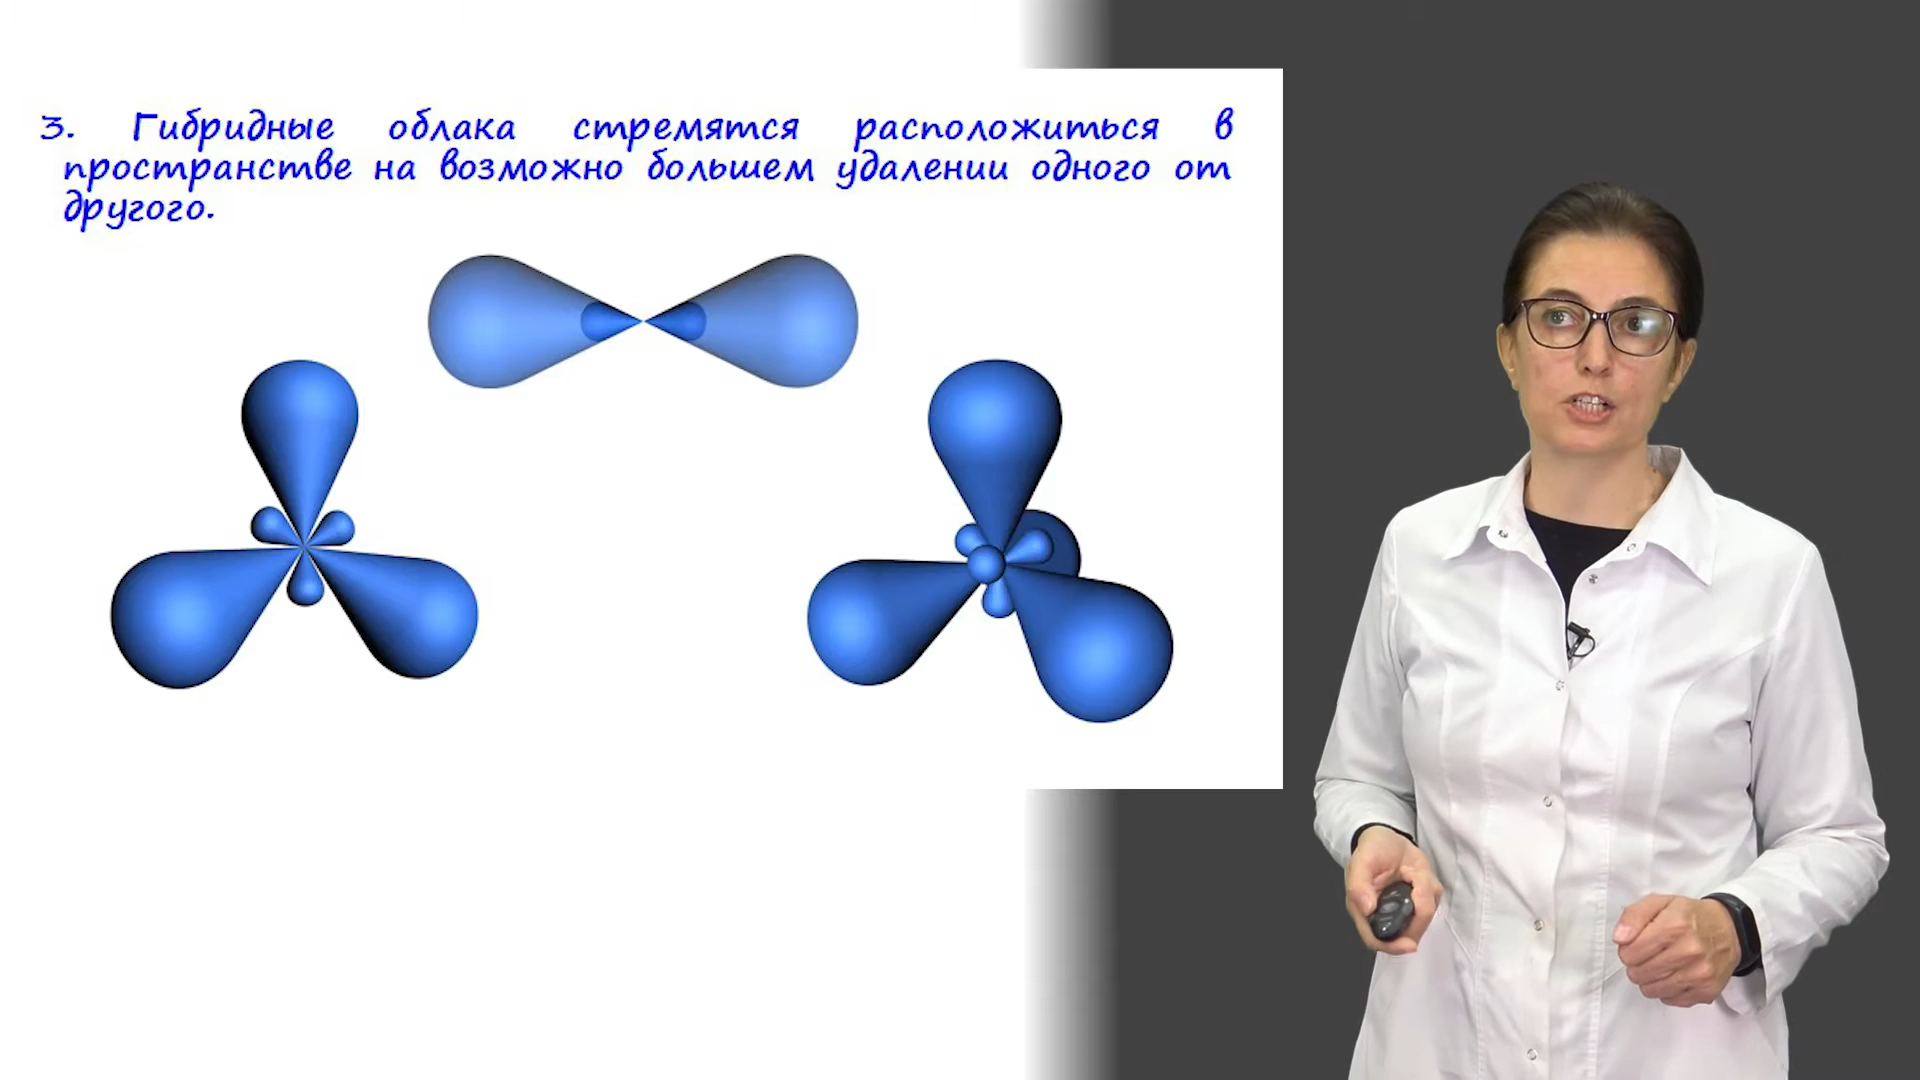 3. Гибридные облака стремятся расположиться в
пространстве на возможно большем удалении одного от
другого.